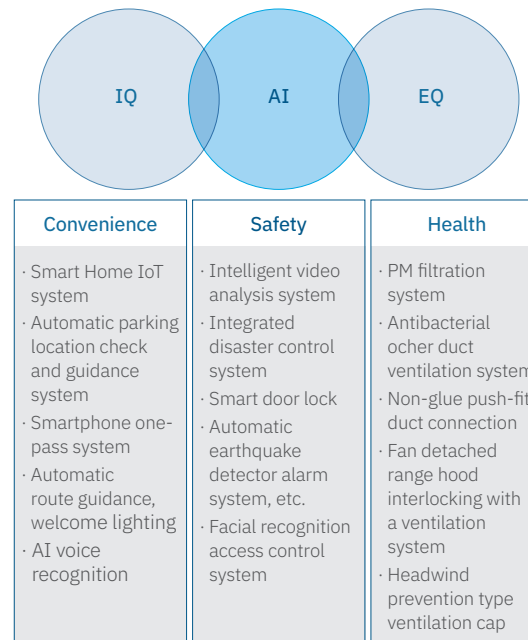 IQ
AI
EQ
Convenience
· Smart Home IoT
system
· Automatic parking
location check
and guidance
system
· Smartphone one-
pass system
· Automatic
route guidance,
welcome lighting
· AI voice
recognition
Safety
· Intelligent video
analysis system
· Integrated
disaster control
system
· Smart door lock
· Automatic
earthquake
detector alarm
system, etc.
· Facial recognition
access control
system
Health
· PM filtration
system
· Antibacterial
ocher duct
ventilation system
· Non-glue push-fit
duct connection
· Fan detached
range hood
interlocking with
a ventilation
system
· Headwind
prevention type
ventilation cap